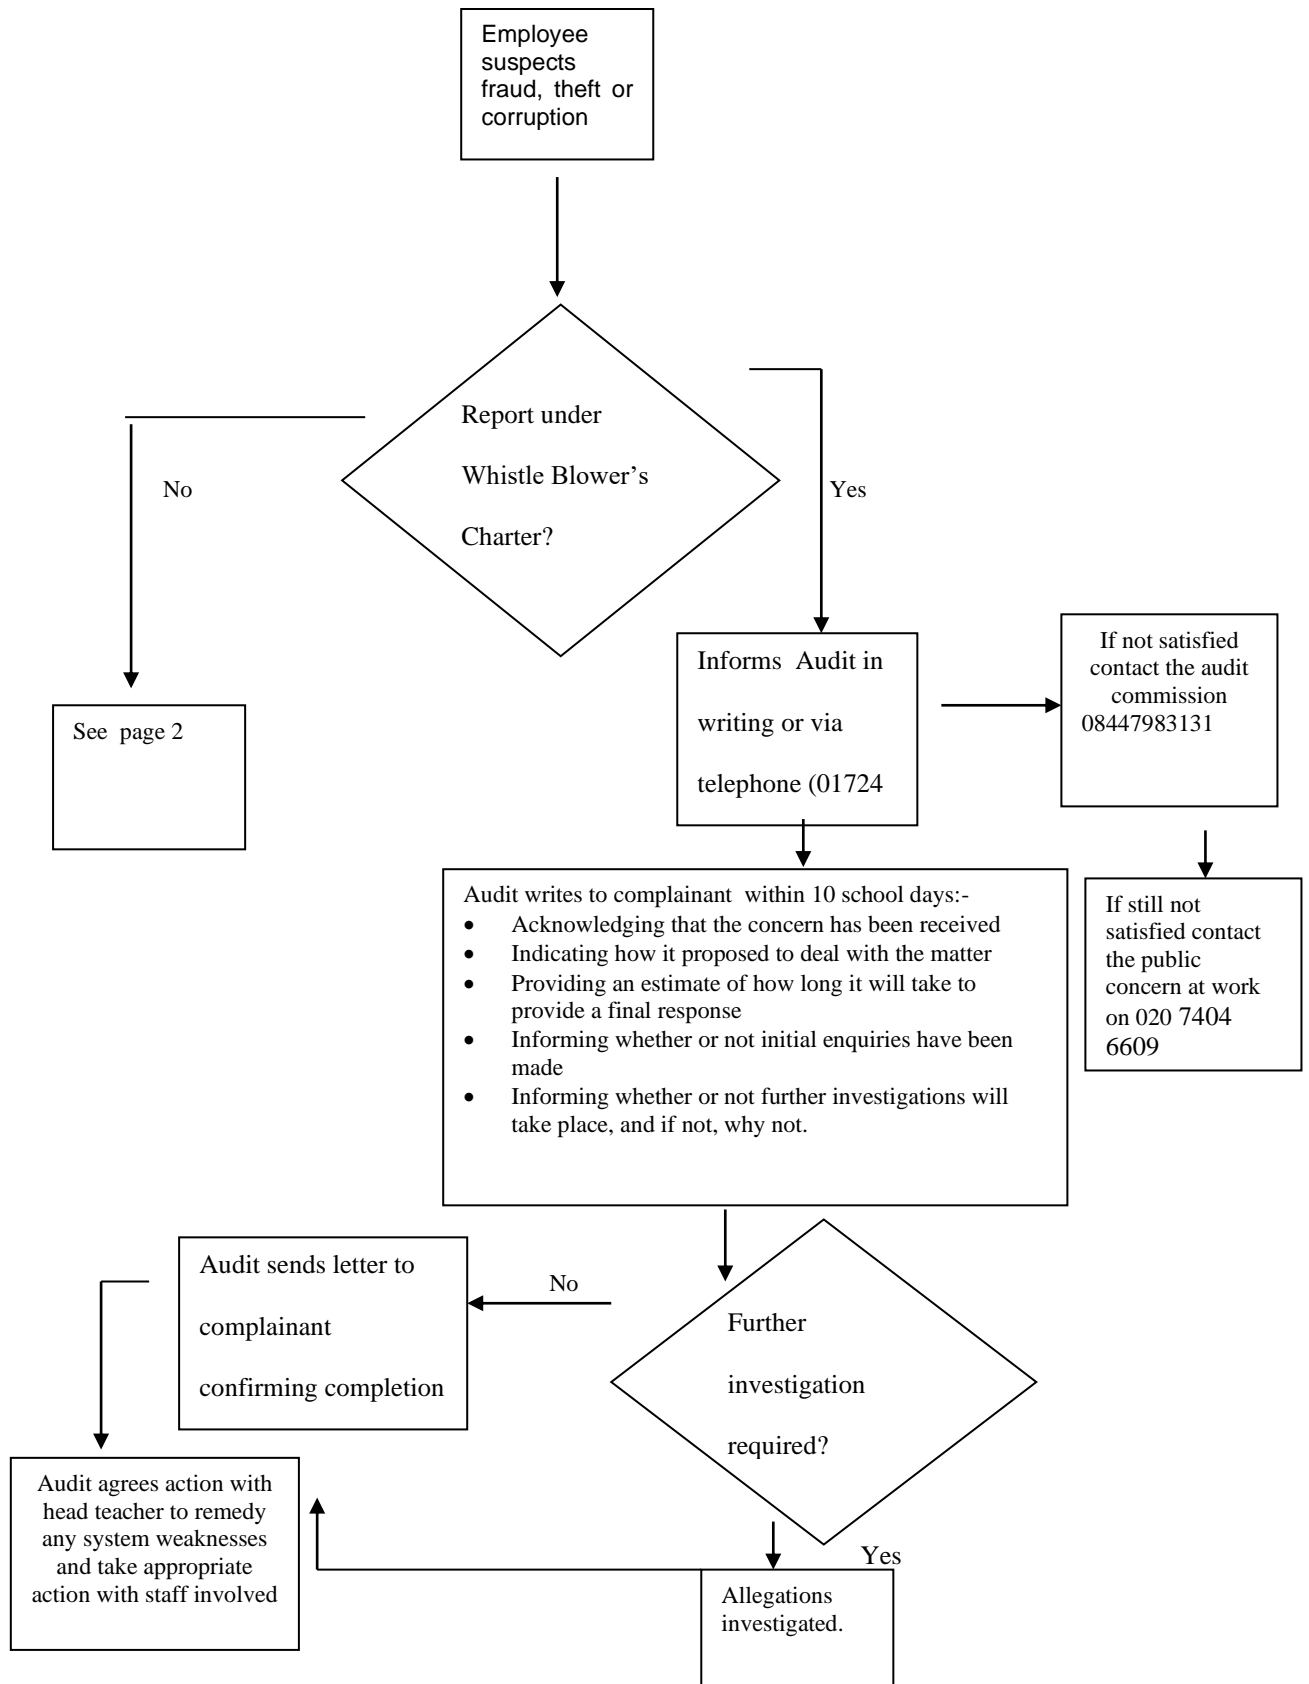 Employee
suspects
fraud, theft or
corruption
Report under
Whistle Blower’s
Charter?
No
Yes
See page 2
Informs Audit in
writing or via
telephone (01724
If not satisfied
contact the audit
commission
08447983131
If still not
satisfied contact
the public
concern at work
on 020 7404
6609
Audit writes to complainant within 10 school days:-
• Acknowledging that the concern has been received
• Indicating how it proposed to deal with the matter
• Providing an estimate of how long it will take to
provide a final response
• Informing whether or not initial enquiries have been
made
• Informing whether or not further investigations will
take place, and if not, why not.
Further
investigation
required?
No
Audit sends letter to
complainant
confirming completion
Audit agrees action with
head teacher to remedy
any system weaknesses
and take appropriate
action with staff involved
Yes
Allegations
investigated.